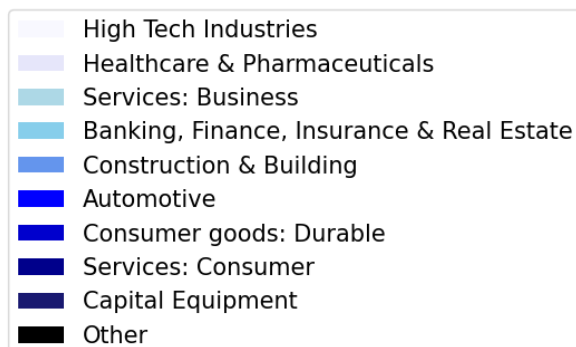 High Tech Industries
Healthcare & Pharmaceuticals
Services: Business
Banking, Finance, Insurance & Real Estate
Construction & Building
Automotive
Consumer goods: Durable
Services: Consumer
Capital Equipment
Other